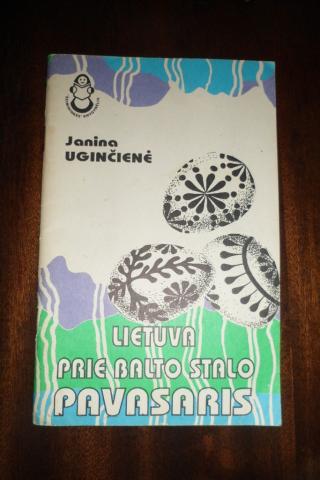 Janina
UGINČIENĖ
LIETUVA
PRIE BALTO STALO
PAVASARIS